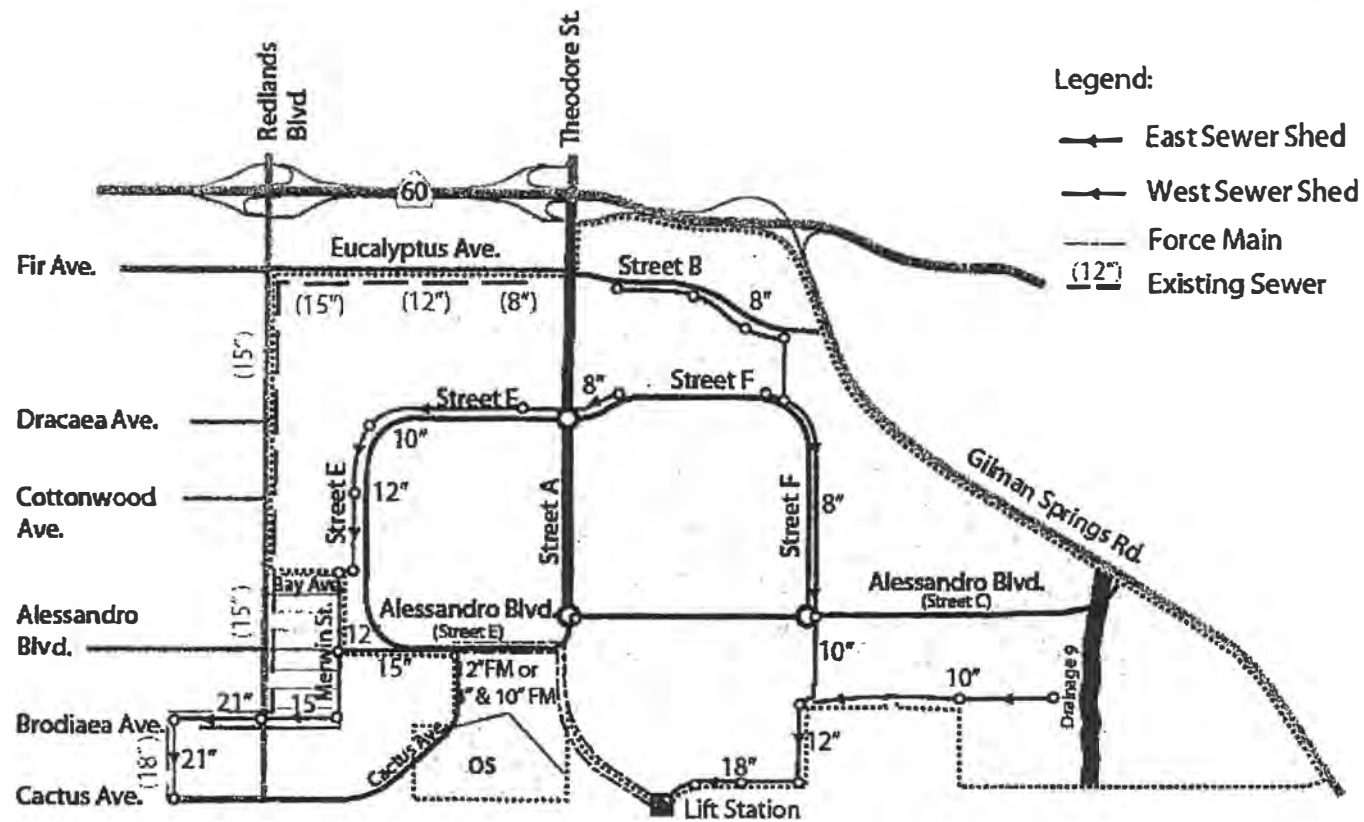 Redlands
Blvd.
Theodore St.
Legend:
East Sewer Shed
West Sewer Shed
Force Main
(12") Existing Sewer
60
Fir Ave.
Eucalyptus Ave.
Street B
(15")
(12")
(8")
8"
(15")
Dracaea Ave.
Street E
8"
Street F
10"
Street E
12"
Cottonwood
Ave.
Street A
Street F
8"
Gilman Springs Rd.
Bay Ave
Alessandro
Blvd.
(15")
Merwin St.
12
Alessandro Blvd.
(Street E)
Alessandro Blvd.
(Street C)
15"
2"FM or
" & 10" FM
10"
10"
Drainage 9
Brodiaea Ave.
21"
15"
(18")
21"
Cactus Ave.
OS
12"
18"
Cactus Ave.
Lift Station